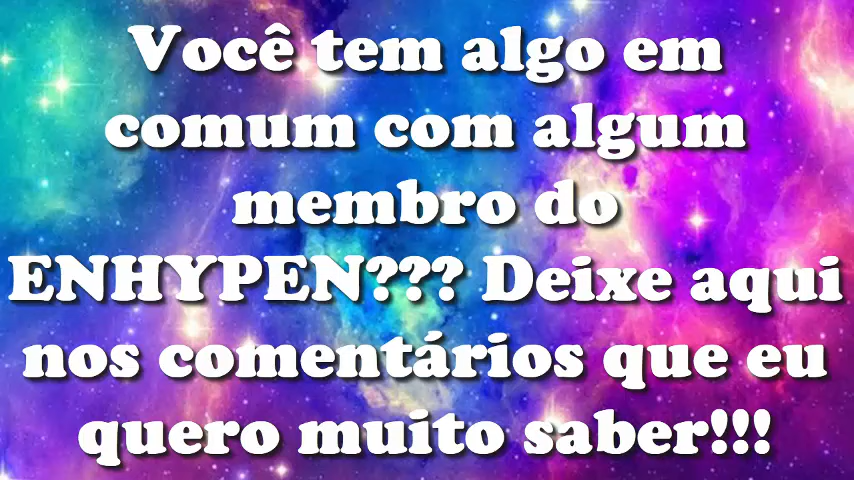 Você tem algo em
comum com algum
membro do
ENHYPEN??? Deixe aqui
nos comentários que eu
quero muito saber!!!